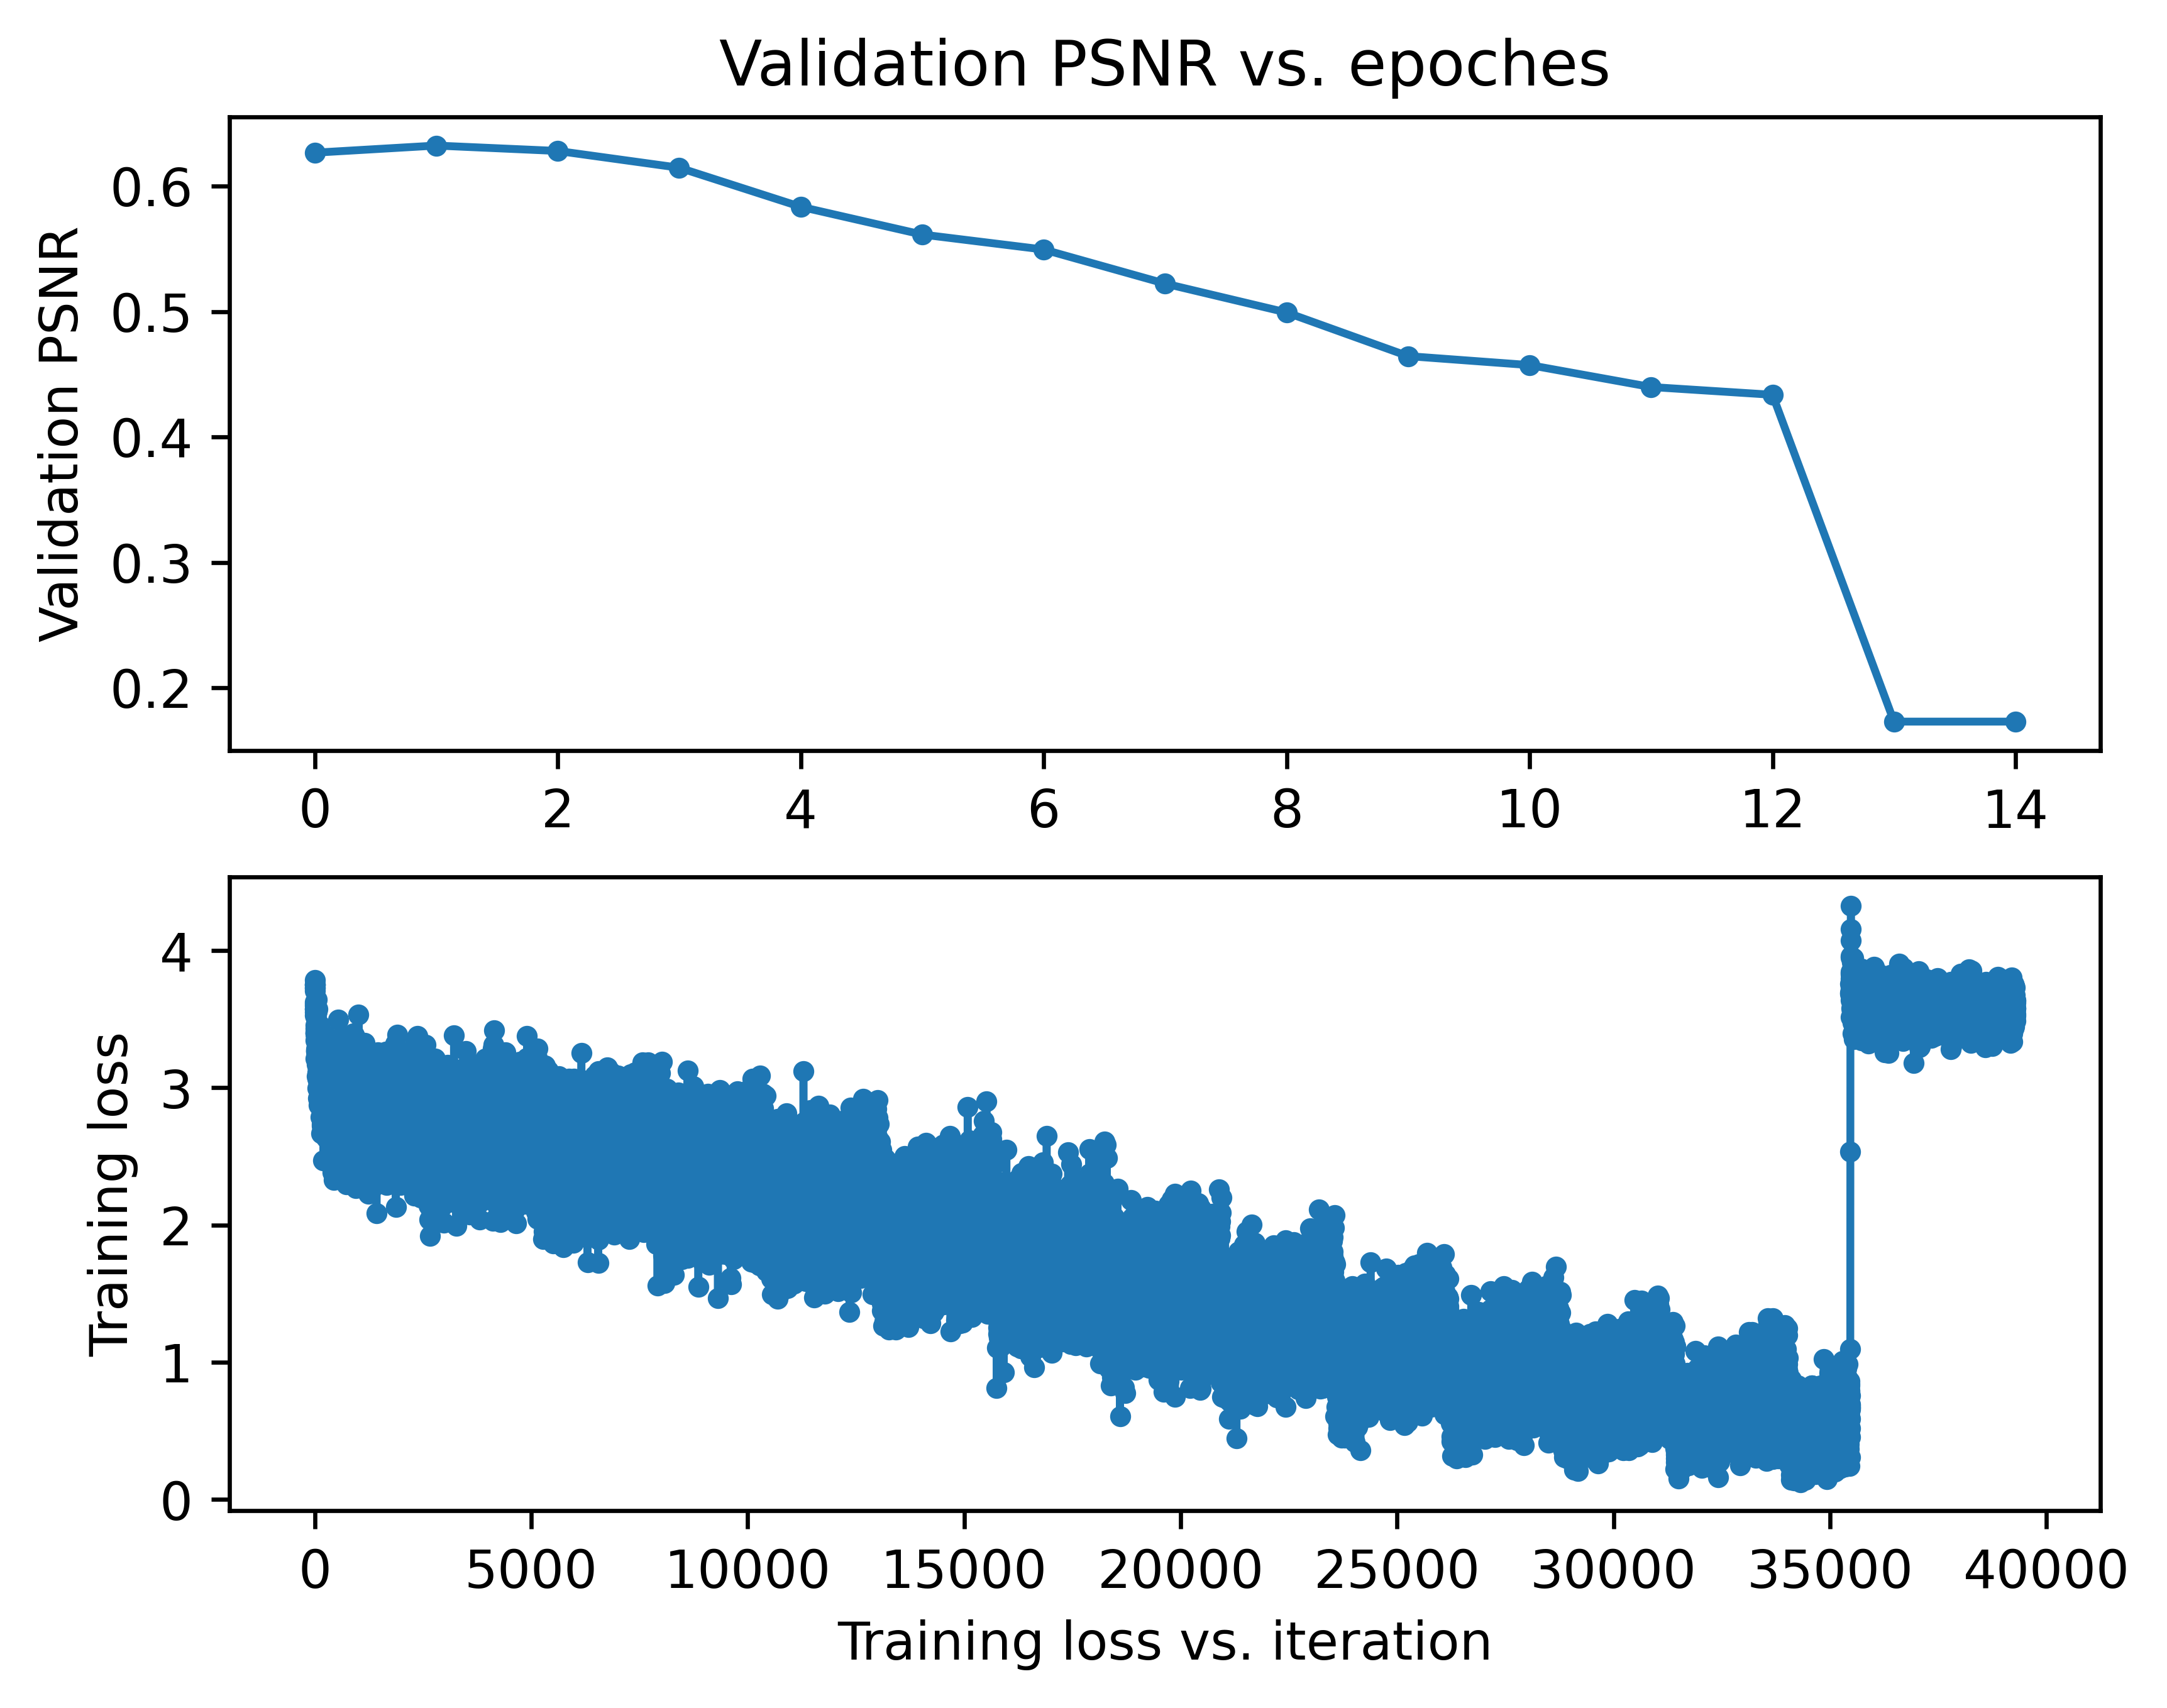 Validation PSNR vs. epoches
Validation PSNR
0.6
0.5
0.4
0.3
0.2
0 2 4 6 8 10 12 14
Training loss
4
3
2
1
0
0 5000 10000 15000 20000 25000 30000 35000 40000
Training loss vs. iteration